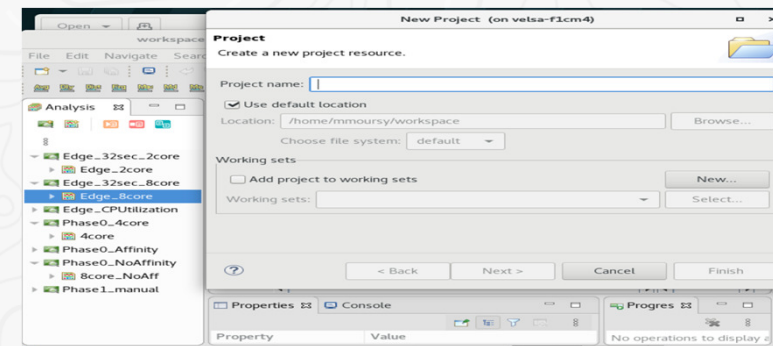 Open
New Project (on velsa-f1cm4)
workspace
File Edit Navigate Searc
Project
Create a new project resource.
Project name:
Use default location
Location: /home/mmoursy/workspace Browse...
Choose file system: default
Working sets
Add project to working sets New...
Working sets: Select...
< Back Next > Cancel Finish
Analysis
Edge_32sec_2core
Edge_2core
Edge_32sec_8core
Edge_8core
Edge_CPUtilization
Phase0_4core
4core
Phase0_Affinity
Phase0_NoAffinity
8core_NoAff
Phase1_manual
Properties Console
Property Value
Progres
No operations to display a